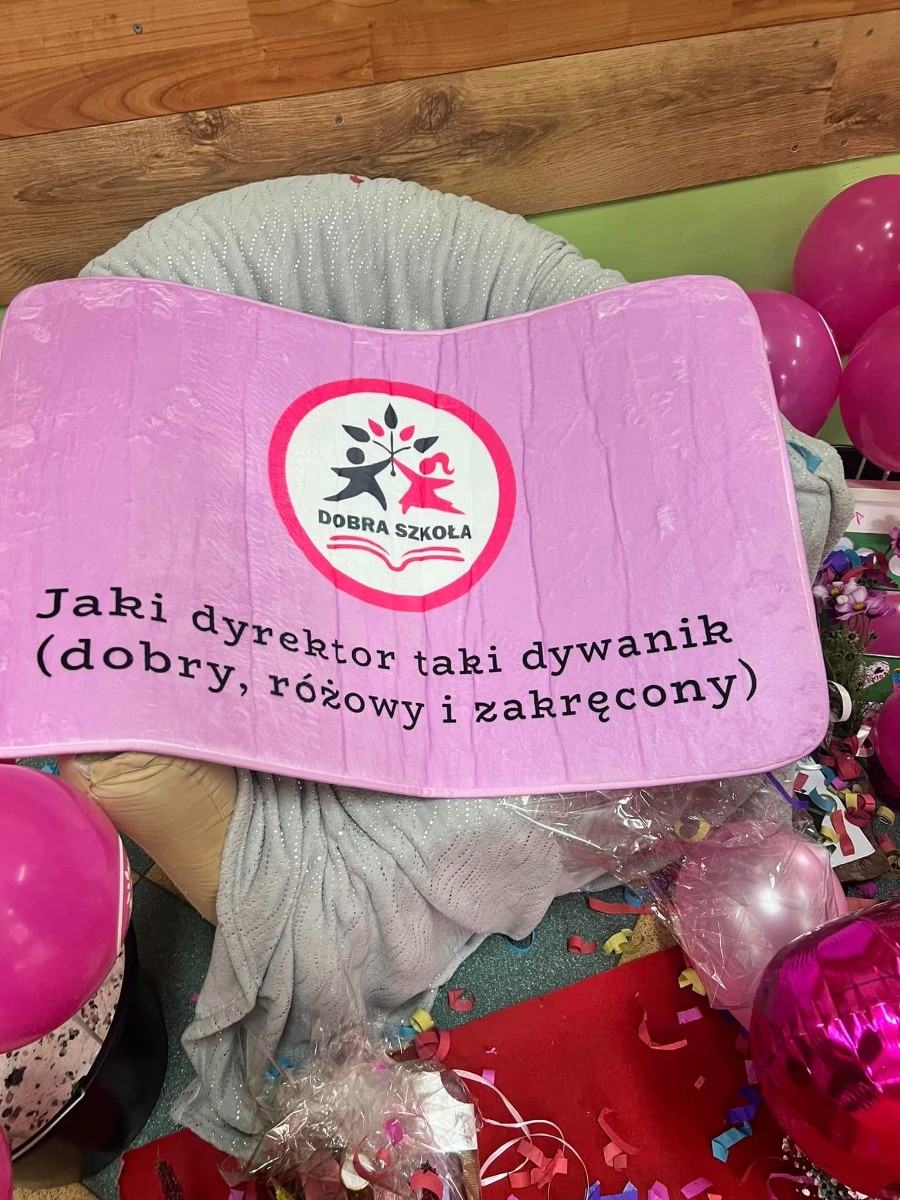 DOBRA SZKOŁA
Jaki dyrektor taki dywanik
(dobry, różowy i zakręcony)